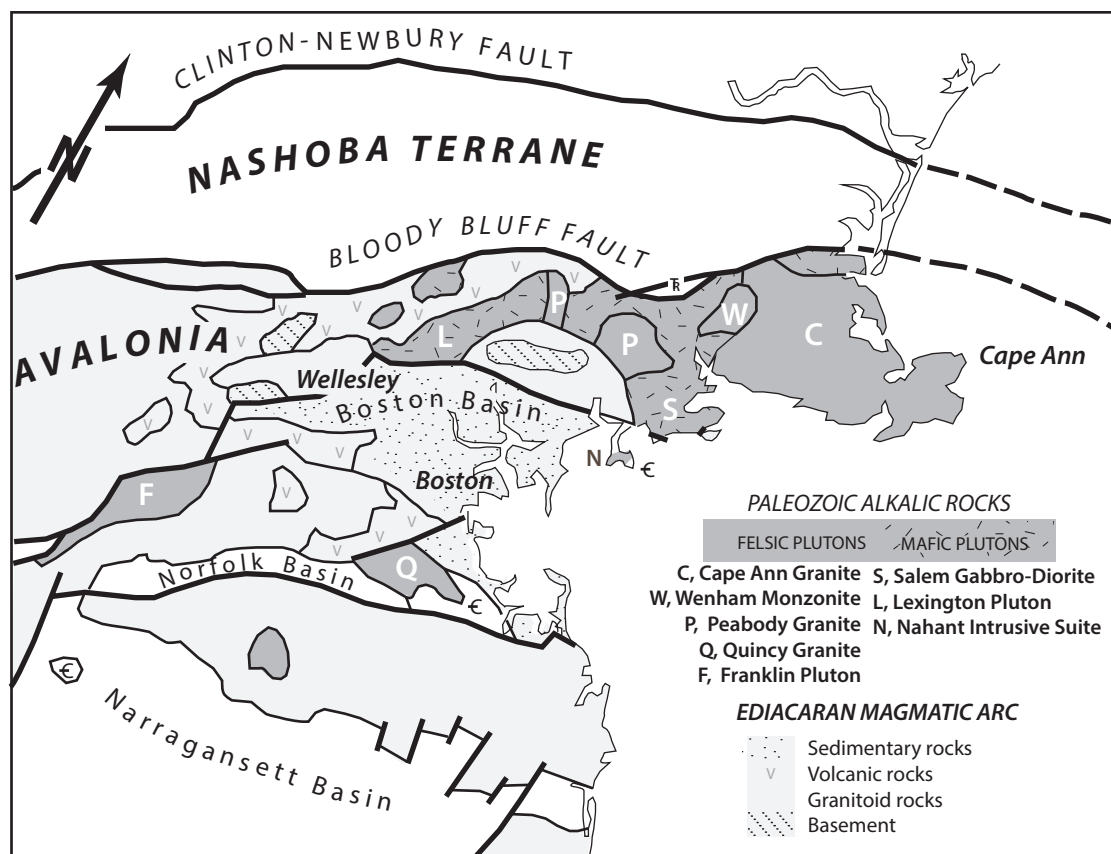 CLINTON-NEWBURY FAULT
N
NASHOBA TERRANE
BLOODY BLUFF FAULT
v
v
v
v
P
TR
v
v
v
W
AVALONIA
L
P
C
Cape Ann
v
v
Wellesley
v
Boston Basin
S
v
v
v
v
N
€
F
v
Boston
v
v
v
v
Norfolk Basin
Q
€
€
Narragansett Basin
PALEOZOIC ALKALIC ROCKS
FELSIC PLUTONS MAFIC PLUTONS
C, Cape Ann Granite S, Salem Gabbro-Diorite
W, Wenham Monzonite L, Lexington Pluton
P, Peabody Granite N, Nahant Intrusive Suite
Q, Quincy Granite
F, Franklin Pluton
EDIACARAN MAGMATIC ARC
Sedimentary rocks
v Volcanic rocks
Granitoid rocks
Basement